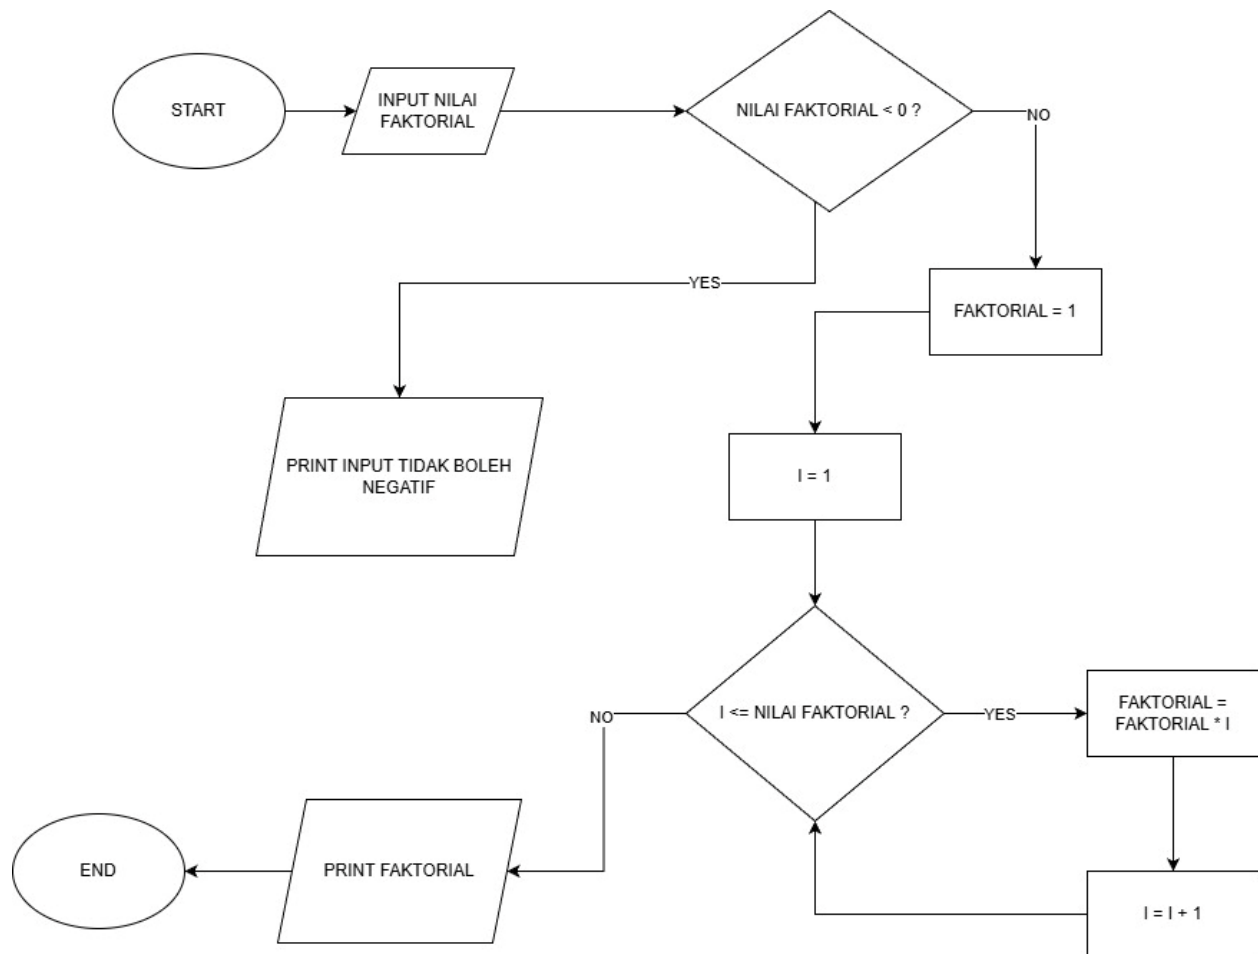 START
INPUT NILAI
FAKTORIAL
NILAI FAKTORIAL < 0 ?
NO
YES
FAKTORIAL = 1
PRINT INPUT TIDAK BOLEH
NEGATIF
I = 1
I <= NILAI FAKTORIAL ?
YES
FAKTORIAL =
FAKTORIAL * I
NO
I = I + 1
PRINT FAKTORIAL
END